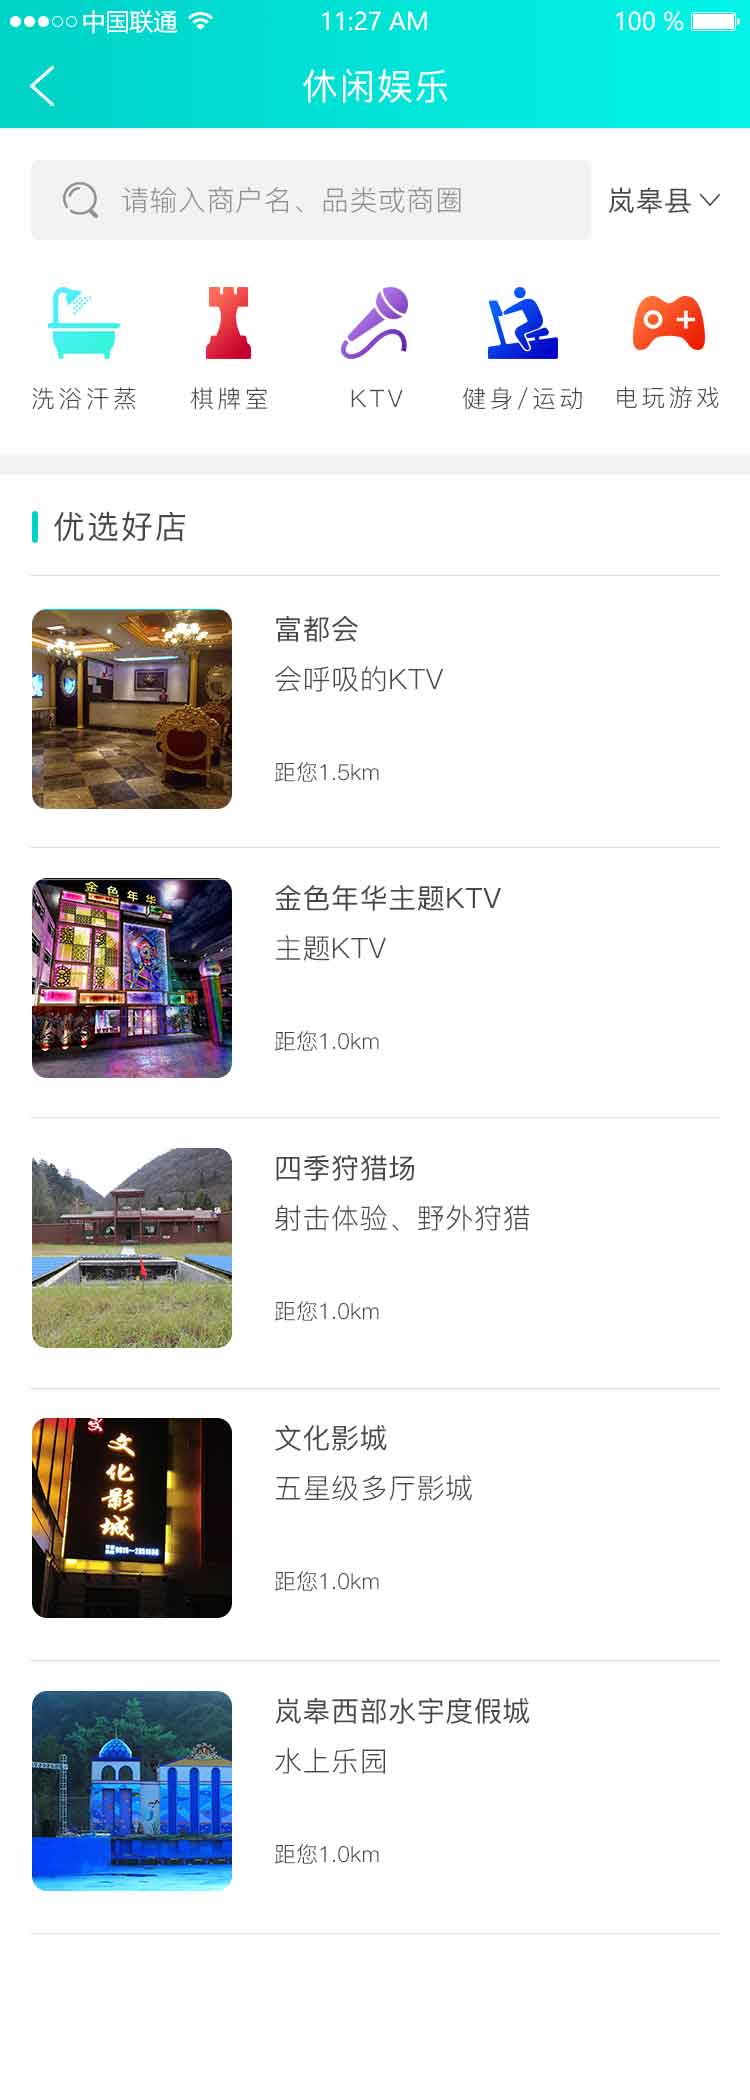 中国联通 11:27 AM 100 %
休闲娱乐
请输入商户名、品类或商圈 岚皋县
洗浴汗蒸 棋牌室 KTV 健身/运动 电玩游戏
优选好店
富都会
会呼吸的KTV
距您1.5km
金色年华
金色年华主题KTV
主题KTV
距您1.0km
四季狩猎场
射击体验、野外狩猎
距您1.0km
文化影城
文化影城
五星级多厅影城
距您1.0km
岚皋西部水宇度假城
水上乐园
距您1.0km